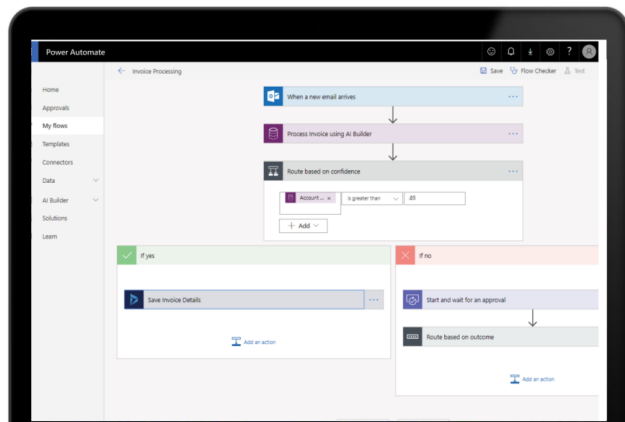 Power Automate
?
Invoice Processing
Save
Flow Checker
Test
Home
Approvals
My flows
Templates
Connectors
Data
AI Builder
Solutions
Learn
When a new email arrives
Process Invoice using AI Builder
Route based on confidence
Account ... ×
is greater than
+ Add
If yes
Save Invoice Details
Add an action
If no
Start and wait for an approval
Route based on outcome
Add an action